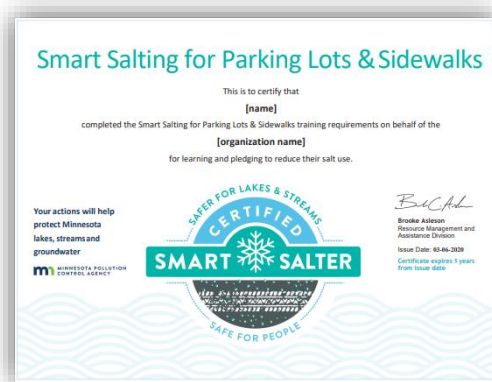 Smart Salting for Parking Lots & Sidewalks
This is to certify that
[name]
completed the Smart Salting for Parking Lots & Sidewalks training requirements on behalf of the
[organization name]
for learning and pledging to reduce their salt use.
Your actions will help
protect Minnesota
lakes, streams and
groundwater
MINNESOTA POLLUTION
CONTROL AGENCY
SAFER FOR LAKES & STREAMS
CERTIFIED
SMART SALTER
SAFE FOR PEOPLE
Brooke Asleson
Resource Management and
Assistance Division
Issue Date: 03-06-2020
Certificate expires 5 years
from issue date